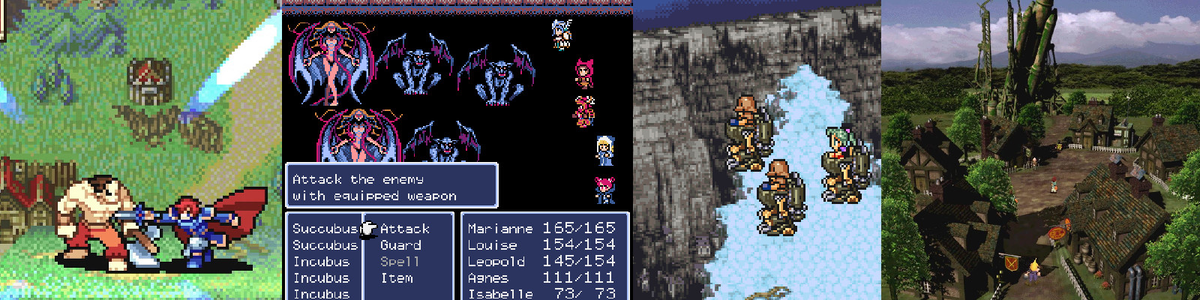 Attack the enemy
with equipped weapon
Succubus Attack Marianne 165/165
Succubus Guard Louise 154/154
Incubus Spell Leopold 145/154
Incubus Item Agnes 111/111
Incubus Isabelle 73/ 73